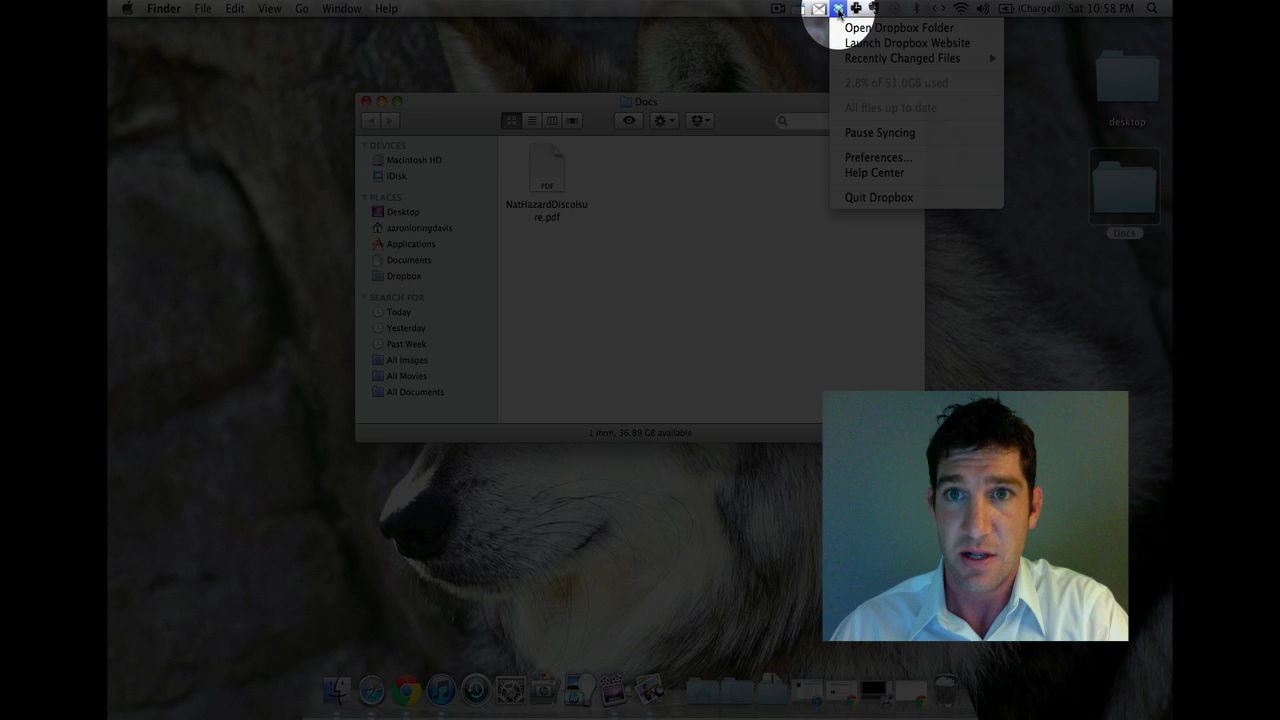 Finder File Edit View Go Window Help (Charged) Sat 10:58 PM
Open Dropbox Folder
Launch Dropbox Website
Recently Changed Files
2.8% of 51.0GB used
All files up to date
Pause Syncing
Preferences...
Help Center
Quit Dropbox
desktop
Docs
Docs
DEVICES
Macintosh HD
iDisk
PLACES
Desktop
aaronloringdavis
Applications
Documents
Dropbox
SEARCH FOR
Today
Yesterday
Past Week
All Images
All Movies
All Documents
PDF
NatHazardDiscolsu
re.pdf
1 item, 36.89 GB available